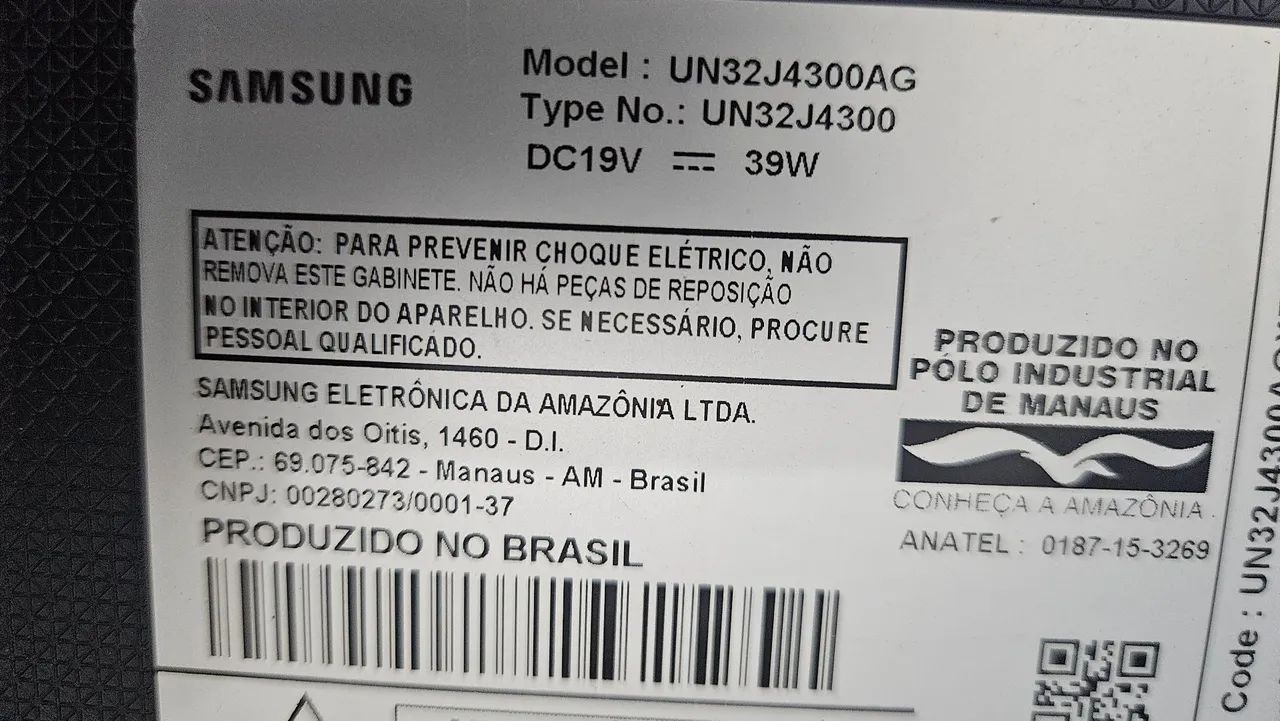 SAMSUNG
Model : UN32J4300AG
Type No.: UN32J4300
DC19V ⎓ 39W
ATENÇÃO: PARA PREVENIR CHOQUE ELÉTRICO, NÃO
REMOVA ESTE GABINETE. NÃO HÁ PEÇAS DE REPOSIÇÃO
NO INTERIOR DO APARELHO. SE NECESSÁRIO, PROCURE
PESSOAL QUALIFICADO.
SAMSUNG ELETRÔNICA DA AMAZÔNIA LTDA.
Avenida dos Oitis, 1460 - D.I.
CEP.: 69.075-842 - Manaus - AM - Brasil
CNPJ: 00280273/0001-37
PRODUZIDO NO BRASIL
PRODUZIDO NO
PÓLO INDUSTRIAL
DE MANAUS
CONHEÇA A AMAZÔNIA.
ANATEL : 0187-15-3269
Code :